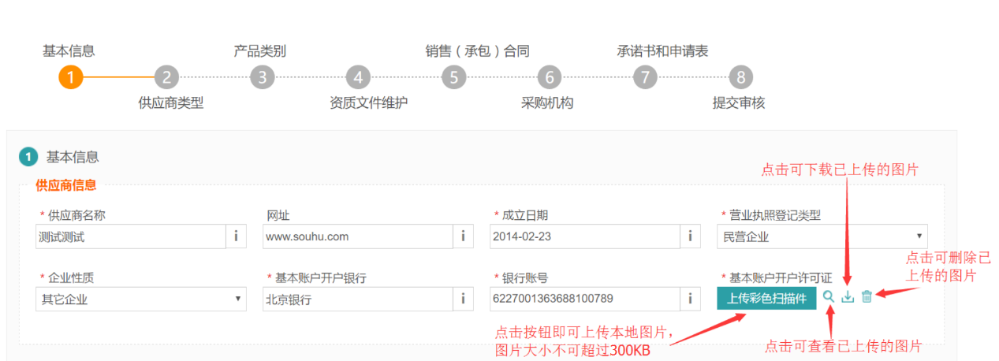 基本信息 产品类别 销售（承包）合同 承诺书和申请表
1 2 3 4 5 6 7 8
供应商类型 资质文件维护 采购机构 提交审核
1 基本信息
点击可下载已上传的图片
供应商信息
* 供应商名称 网址 * 成立日期 * 营业执照登记类型
测试测试 i www.souhu.com i 2014-02-23 i 民营企业
点击可删除已
上传的图片
* 企业性质 * 基本账户开户银行 * 银行账号 * 基本账户开户许可证
其它企业 北京银行 i 6227001363688100789 i 上传彩色扫描件
点击按钮即可上传本地图片，
图片大小不可超过300KB
点击可查看已上传的图片